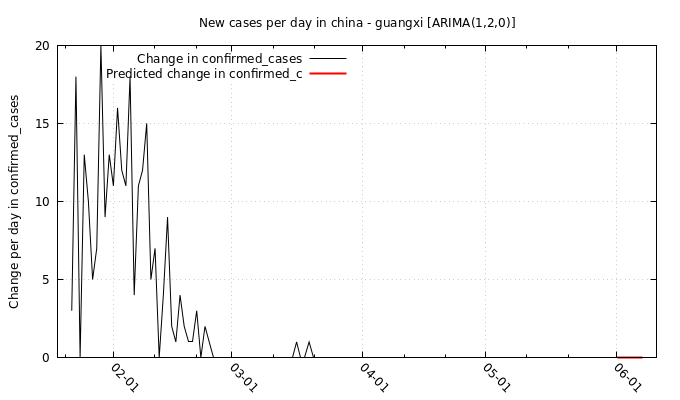 New cases per day in china - guangxi [ARIMA(1,2,0)]
Change in confirmed_cases
Predicted change in confirmed_c
Change per day in confirmed_cases
20
15
10
5
0
02-01
03-01
04-01
05-01
06-01